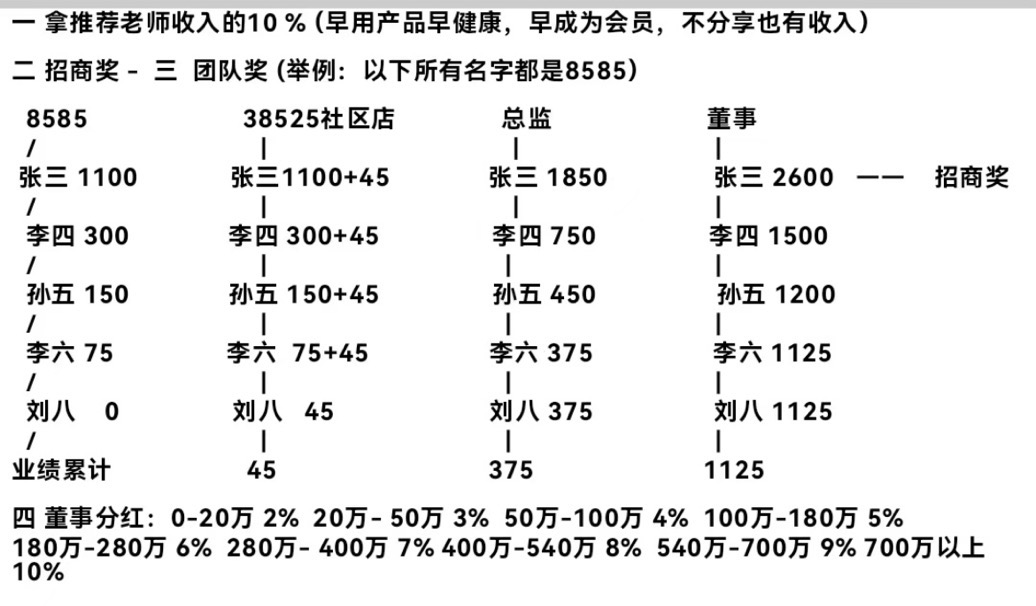 一 拿推荐老师收入的10 % (早用产品早健康，早成为会员，不分享也有收入)
二 招商奖 - 三 团队奖 (举例：以下所有名字都是8585)
8585 38525社区店 总监 董事
/ | | |
张三 1100 张三1100+45 张三 1850 张三 2600 一一 招商奖
/ | | |
李四 300 李四 300+45 李四 750 李四 1500
/ | | |
孙五 150 孙五 150+45 孙五 450 孙五 1200
/ | | |
李六 75 李六 75+45 李六 375 李六 1125
/ | | |
刘八 0 刘八 45 刘八 375 刘八 1125
/ | | |
业绩累计 45 375 1125
四 董事分红：0-20万 2% 20万- 50万 3% 50万-100万 4% 100万-180万 5%
180万-280万 6% 280万- 400万 7% 400万-540万 8% 540万-700万 9% 700万以上
10%